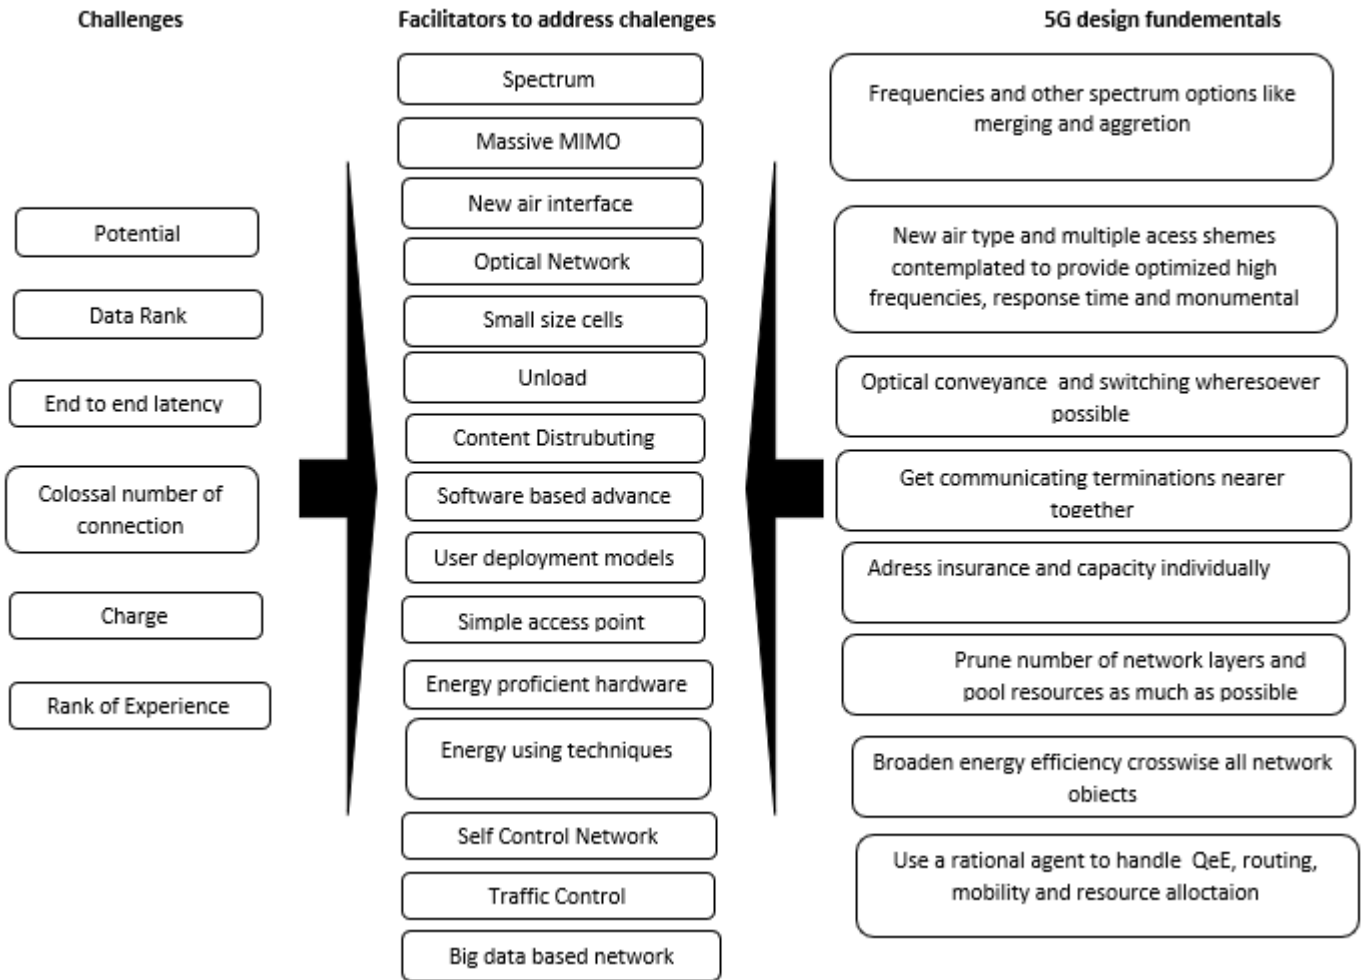 Challenges
Facilitators to address chalenges
5G design fundementals
Potential
Data Rank
End to end latency
Colossal number of
connection
Charge
Rank of Experience
Spectrum
Massive MIMO
New air interface
Optical Network
Small size cells
Unload
Content Distrubuting
Software based advance
User deployment models
Simple access point
Energy proficient hardware
Energy using techniques
Self Control Network
Traffic Control
Big data based network
Frequencies and other spectrum options like
merging and aggretion
New air type and multiple acess shemes
contemplated to provide optimized high
frequencies, response time and monumental
Optical conveyance and switching wheresoever
possible
Get communicating terminations nearer
together
Adress insurance and capacity individually
Prune number of network layers and
pool resources as much as possible
Broaden energy efficiency crosswise all network
objects
Use a rational agent to handle QeE, routing,
mobility and resource alloctaion